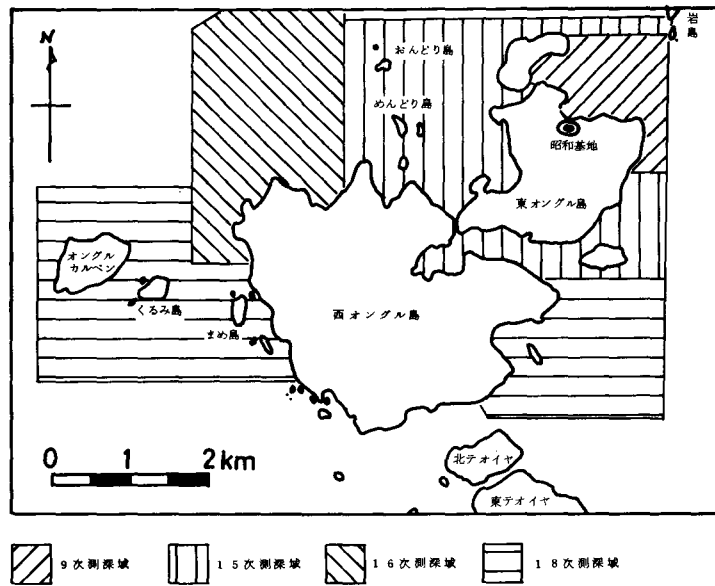 N
岩島
おんどり島
めんどり島
昭和基地
東オングル島
オングル
カルベン
くるみ島
まめ島
西オングル島
0 1 2 km
北テオイヤ
東テオイヤ
9次測深域 15次測深域 16次測深域 18次測深域